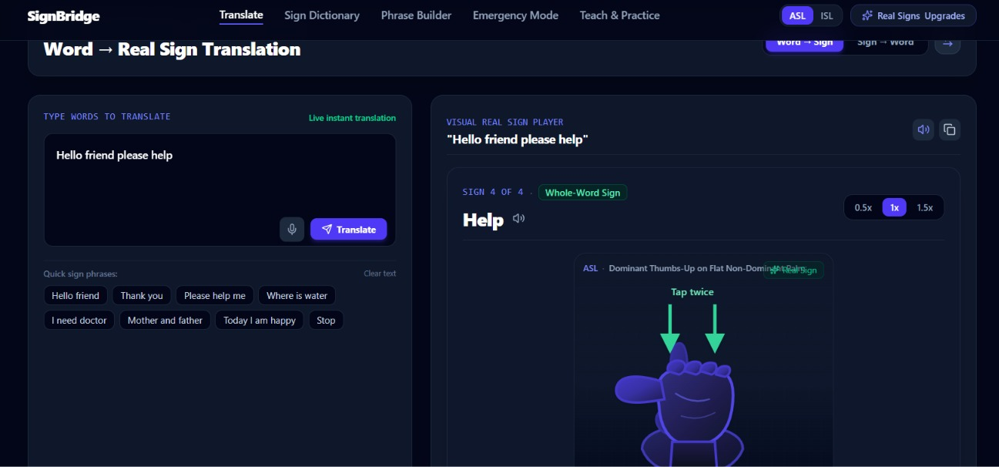 SignBridge
Translate
Sign Dictionary
Phrase Builder
Emergency Mode
Teach & Practice
ASL
ISL
Real Signs Upgrades
Word → Real Sign Translation
Word → Sign
Sign → Word
→
TYPE WORDS TO TRANSLATE
Live instant translation
Hello friend please help
Translate
Quick sign phrases:
Clear text
Hello friend
Thank you
Please help me
Where is water
I need doctor
Mother and father
Today I am happy
Stop
VISUAL REAL SIGN PLAYER
"Hello friend please help"
SIGN 4 OF 4 ·
Whole-Word Sign
Help
0.5x
1x
1.5x
ASL · Dominant Thumbs-Up on Flat Non-Dominant Palm
Real Sign
Tap twice